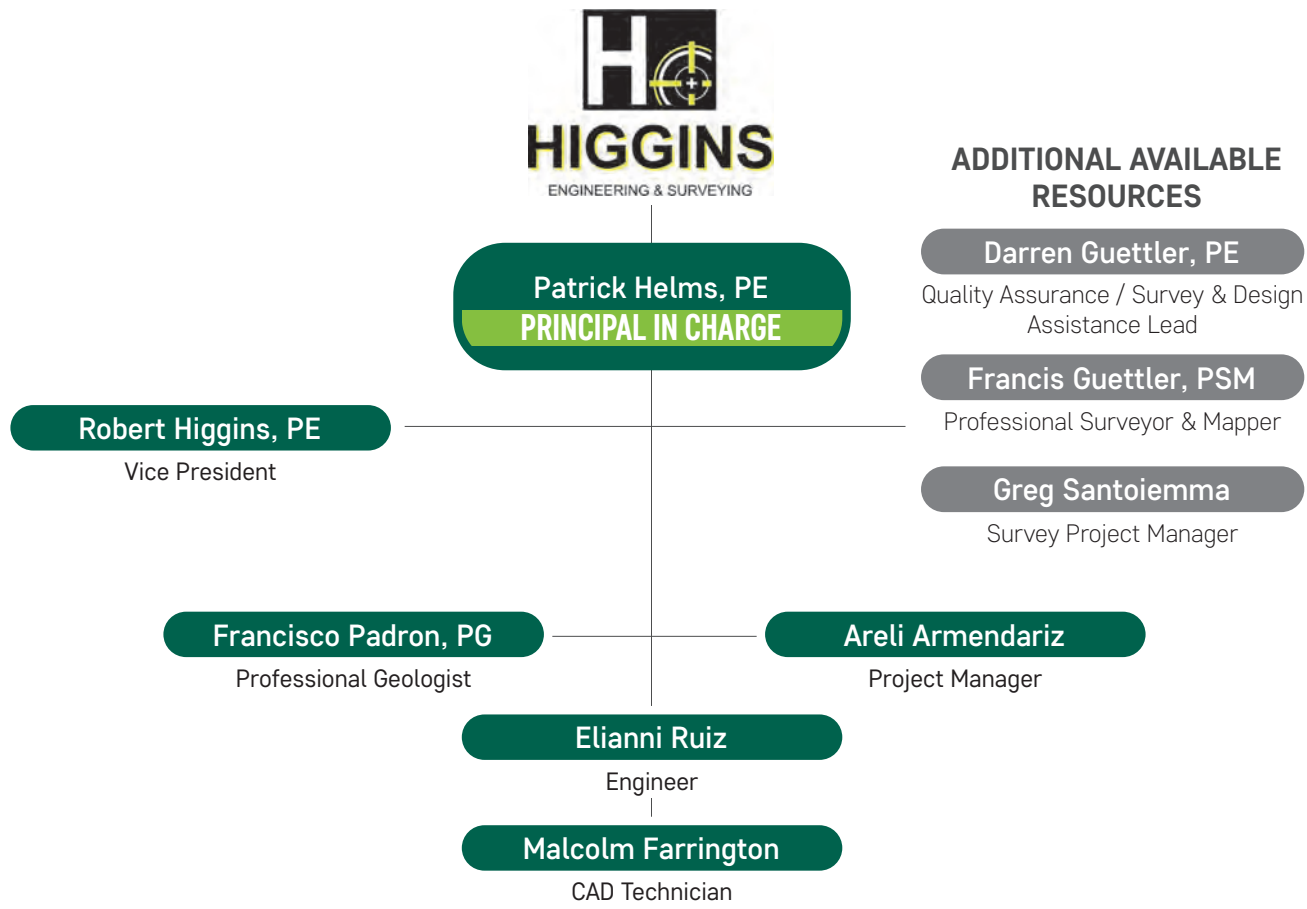 H
HIGGINS
ENGINEERING & SURVEYING
Patrick Helms, PE
PRINCIPAL IN CHARGE
ADDITIONAL AVAILABLE
RESOURCES
Darren Guettler, PE
Quality Assurance / Survey & Design
Assistance Lead
Francis Guettler, PSM
Professional Surveyor & Mapper
Greg Santoiemma
Survey Project Manager
Robert Higgins, PE
Vice President
Francisco Padron, PG
Professional Geologist
Areli Armendariz
Project Manager
Elianni Ruiz
Engineer
Malcolm Farrington
CAD Technician